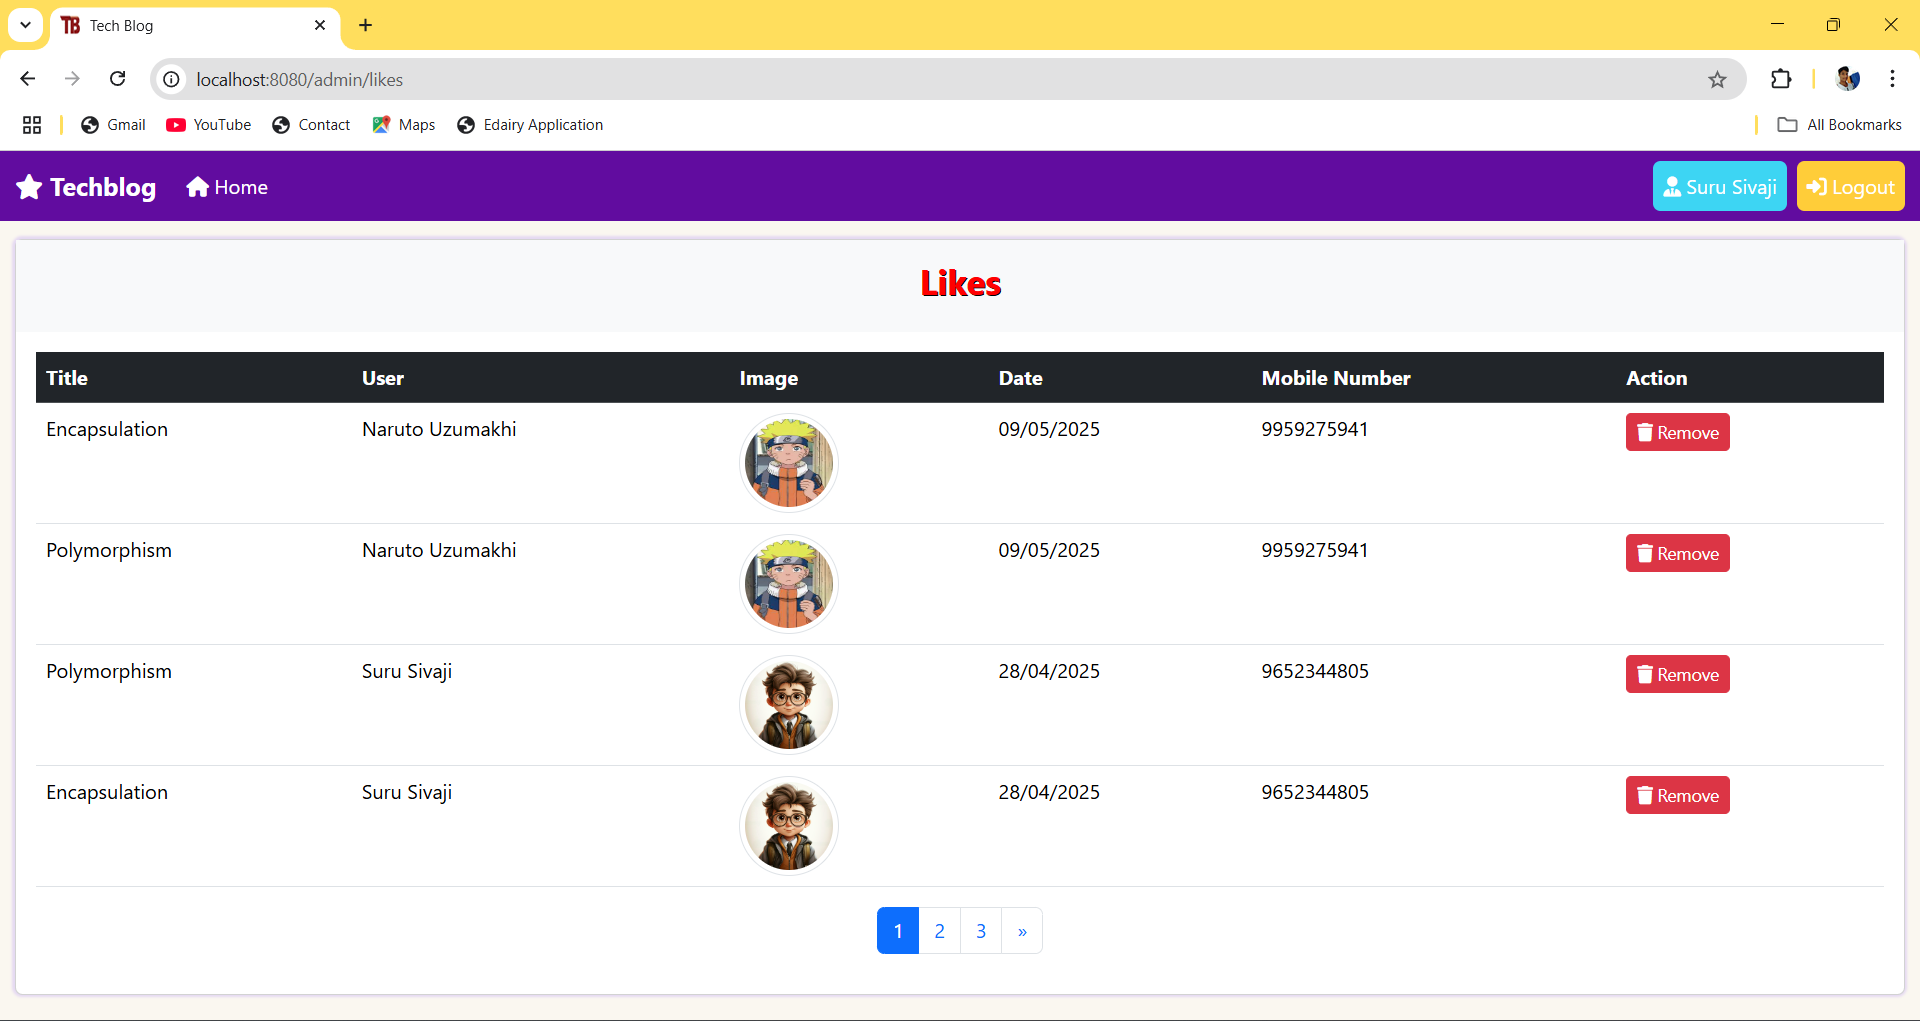 TB Tech Blog
localhost:8080/admin/likes
Gmail YouTube Contact Maps Edairy Application All Bookmarks
Techblog Home Suru Sivaji Logout
Likes
Title User Image Date Mobile Number Action
Encapsulation Naruto Uzumakhi 09/05/2025 9959275941 Remove
Polymorphism Naruto Uzumakhi 09/05/2025 9959275941 Remove
Polymorphism Suru Sivaji 28/04/2025 9652344805 Remove
Encapsulation Suru Sivaji 28/04/2025 9652344805 Remove
1 2 3 »